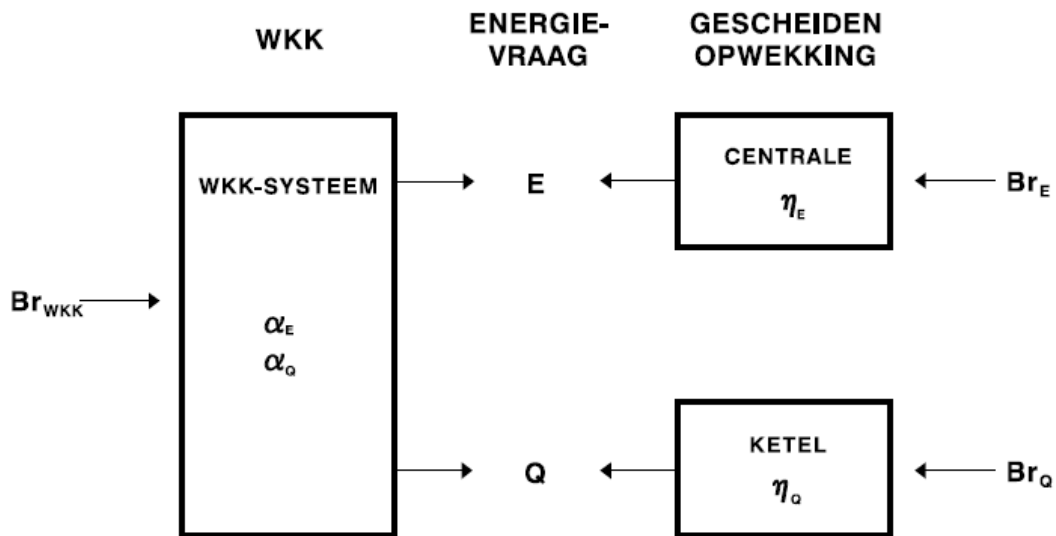 WKK
ENERGIE-
VRAAG
GESCHEIDEN
OPWEKKING
WKK-SYSTEEM
E
CENTRALE
η_E
Br_E
Br_WKK
α_E
α_Q
Q
KETEL
η_Q
Br_Q